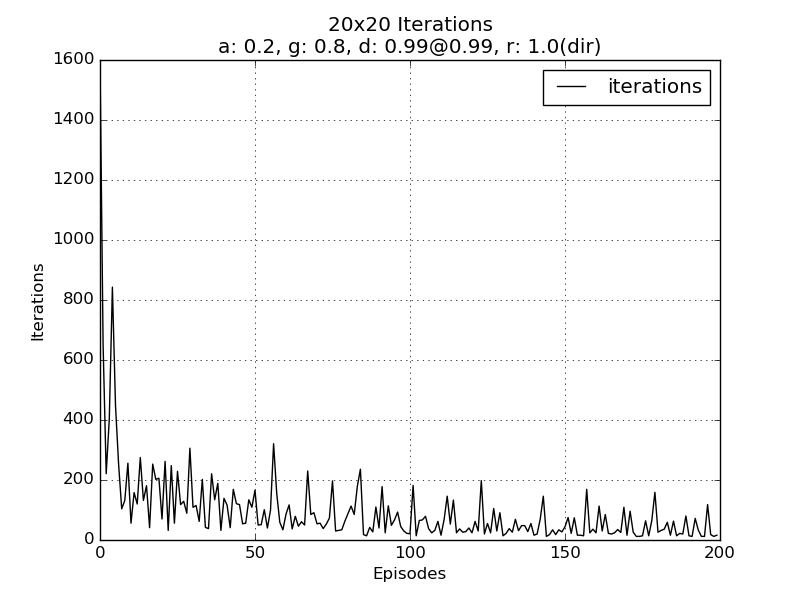 20x20 Iterations
a: 0.2, g: 0.8, d: 0.99@0.99, r: 1.0(dir)
iterations
1600
1400
1200
1000
800
600
400
200
0
Iterations
0 50 100 150 200
Episodes